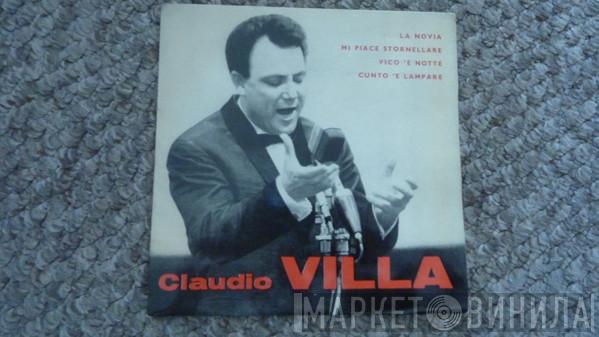 LA NOVIA
MI PIACE STORNELLARE
VICO 'E NOTTE
CUNTO 'E LAMPARE
Claudio VILLA
МАРКЕТ ВИНИЛА